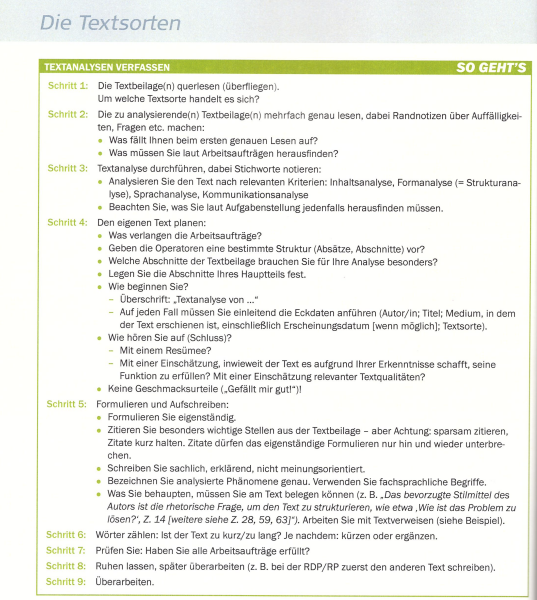 Die Textsorten
TEXTANALYSEN VERFASSEN SO GEHT'S
Schritt 1: Die Textbeilage(n) querlesen (überfliegen).
Um welche Textsorte handelt es sich?
Schritt 2: Die zu analysierende(n) Textbeilage(n) mehrfach genau lesen, dabei Randnotizen über Auffälligkei-
ten, Fragen etc. machen:
• Was fällt Ihnen beim ersten genauen Lesen auf?
• Was müssen Sie laut Arbeitsaufträgen herausfinden?
Schritt 3: Textanalyse durchführen, dabei Stichworte notieren:
• Analysieren Sie den Text nach relevanten Kriterien: Inhaltsanalyse, Formanalyse (= Strukturana-
lyse), Sprachanalyse, Kommunikationsanalyse
• Beachten Sie, was Sie laut Aufgabenstellung jedenfalls herausfinden müssen.
Schritt 4: Den eigenen Text planen:
• Was verlangen die Arbeitsaufträge?
• Geben die Operatoren eine bestimmte Struktur (Absätze, Abschnitte) vor?
• Welche Abschnitte der Textbeilage brauchen Sie für Ihre Analyse besonders?
• Legen Sie die Abschnitte Ihres Hauptteils fest.
• Wie beginnen Sie?
– Überschrift: „Textanalyse von ..."
– Auf jeden Fall müssen Sie einleitend die Eckdaten anführen (Autor/in; Titel; Medium, in dem
der Text erschienen ist, einschließlich Erscheinungsdatum [wenn möglich]; Textsorte).
• Wie hören Sie auf (Schluss)?
– Mit einem Resümee?
– Mit einer Einschätzung, inwieweit der Text es aufgrund Ihrer Erkenntnisse schafft, seine
Funktion zu erfüllen? Mit einer Einschätzung relevanter Textqualitäten?
• Keine Geschmacksurteile („Gefällt mir gut!")!
Schritt 5: Formulieren und Aufschreiben:
• Formulieren Sie eigenständig.
• Zitieren Sie besonders wichtige Stellen aus der Textbeilage – aber Achtung: sparsam zitieren,
Zitate kurz halten. Zitate dürfen das eigenständige Formulieren nur hin und wieder unterbre-
chen.
• Schreiben Sie sachlich, erklärend, nicht meinungsorientiert.
• Bezeichnen Sie analysierte Phänomene genau. Verwenden Sie fachsprachliche Begriffe.
• Was Sie behaupten, müssen Sie am Text belegen können (z. B. „Das bevorzugte Stilmittel des
Autors ist die rhetorische Frage, um den Text zu strukturieren, wie etwa ‚Wie ist das Problem zu
lösen?', Z. 14 [weitere siehe Z. 28, 59, 63]"). Arbeiten Sie mit Textverweisen (siehe Beispiel).
Schritt 6: Wörter zählen: Ist der Text zu kurz/zu lang? Je nachdem: kürzen oder ergänzen.
Schritt 7: Prüfen Sie: Haben Sie alle Arbeitsaufträge erfüllt?
Schritt 8: Ruhen lassen, später überarbeiten (z. B. bei der RDP/RP zuerst den anderen Text schreiben).
Schritt 9: Überarbeiten.